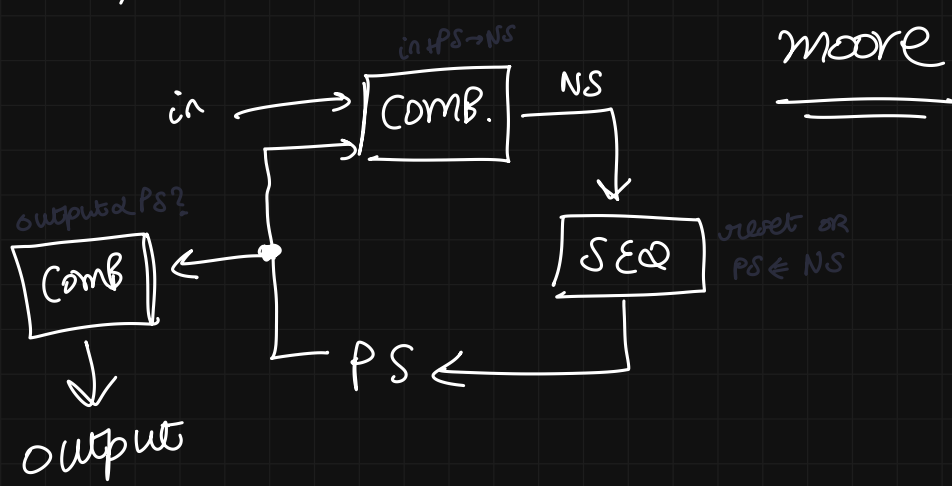 moore
in+PS→NS
in
COMB.
NS
output α PS?
COMB
SEQ
reset OR
PS ⇐ NS
PS
output